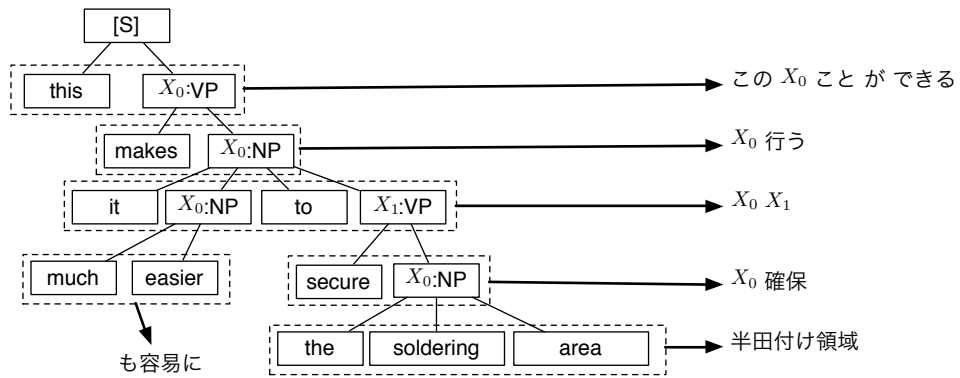 [S]
this X₀:VP この X₀ こと が できる
makes X₀:NP X₀ 行う
it X₀:NP to X₁:VP X₀ X₁
much easier secure X₀:NP X₀ 確保
the soldering area 半田付け領域
も容易に